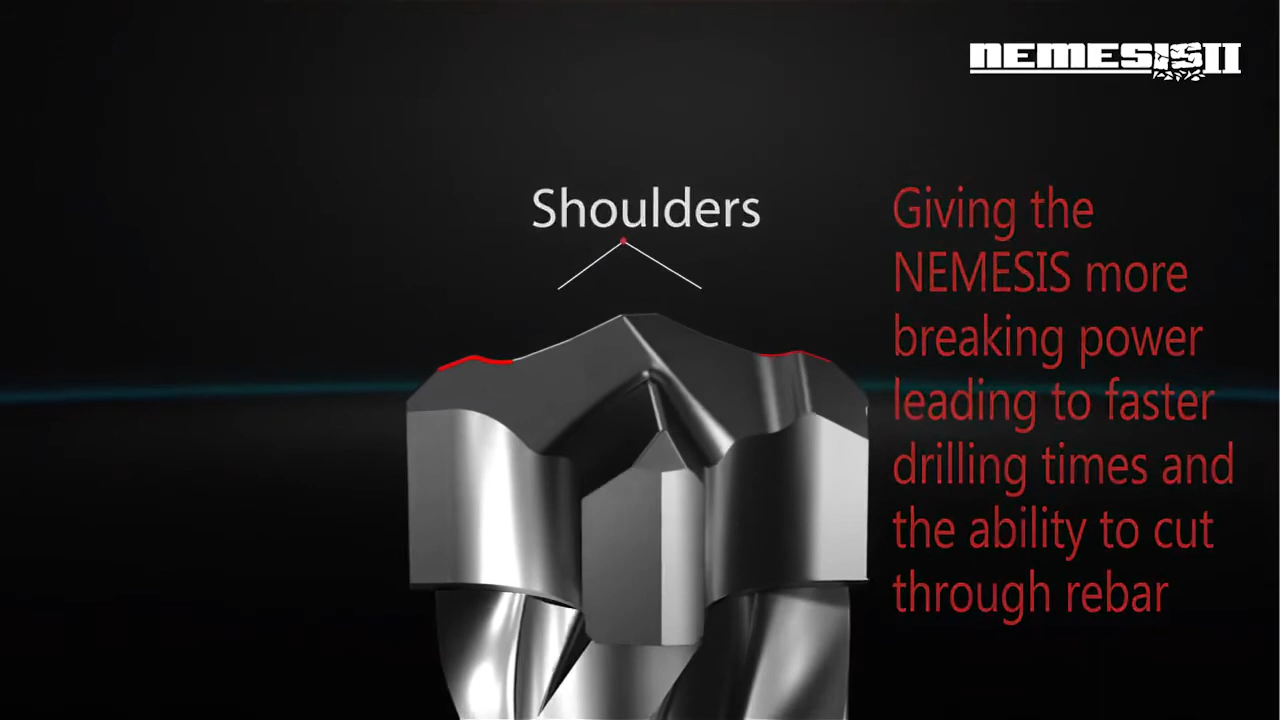 NEMESIS II
Shoulders
Giving the
NEMESIS more
breaking power
leading to faster
drilling times and
the ability to cut
through rebar